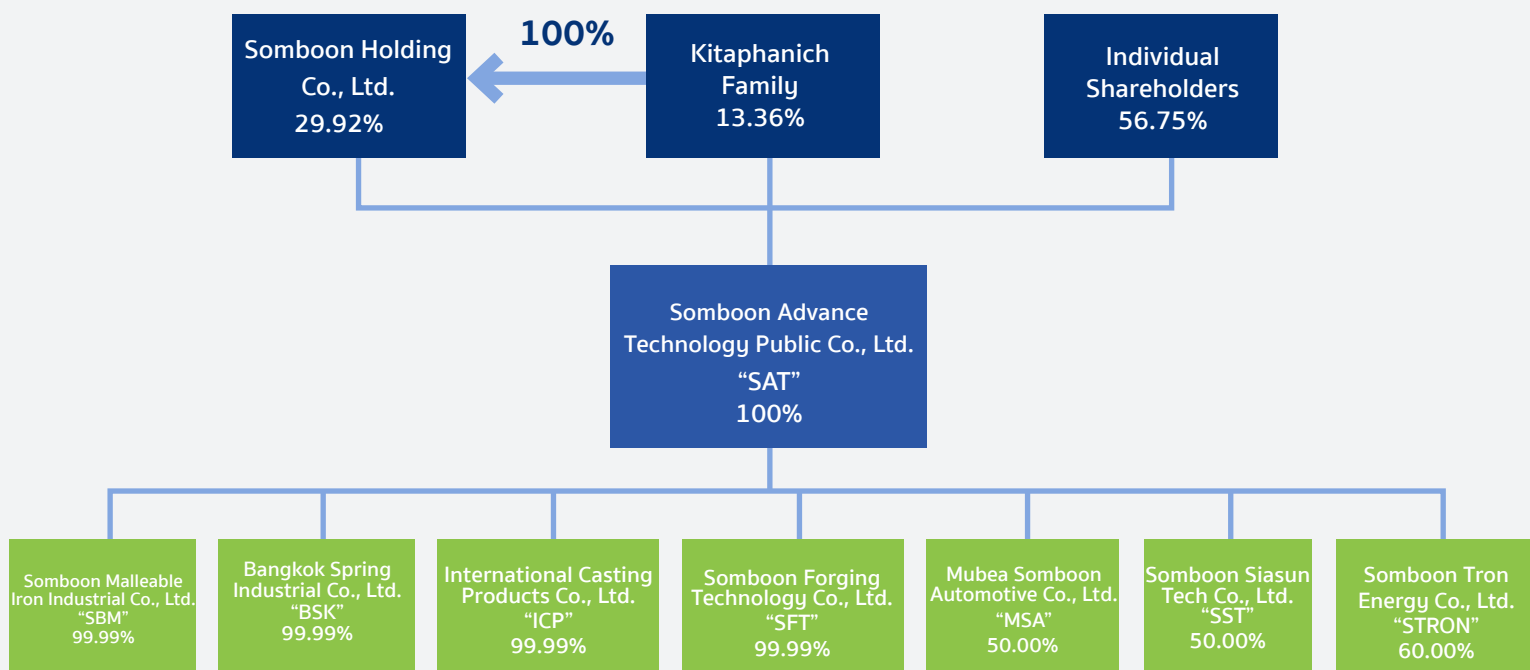 Somboon Holding
Co., Ltd.
29.92%
100%
Kitaphanich
Family
13.36%
Individual
Shareholders
56.75%
Somboon Advance
Technology Public Co., Ltd.
“SAT”
100%
Somboon Malleable
Iron Industrial Co., Ltd.
“SBM”
99.99%
Bangkok Spring
Industrial Co., Ltd.
“BSK”
99.99%
International Casting
Products Co., Ltd.
“ICP”
99.99%
Somboon Forging
Technology Co., Ltd.
“SFT”
99.99%
Mubea Somboon
Automotive Co., Ltd.
“MSA”
50.00%
Somboon Siasun
Tech Co., Ltd.
“SST”
50.00%
Somboon Tron
Energy Co., Ltd.
“STRON”
60.00%